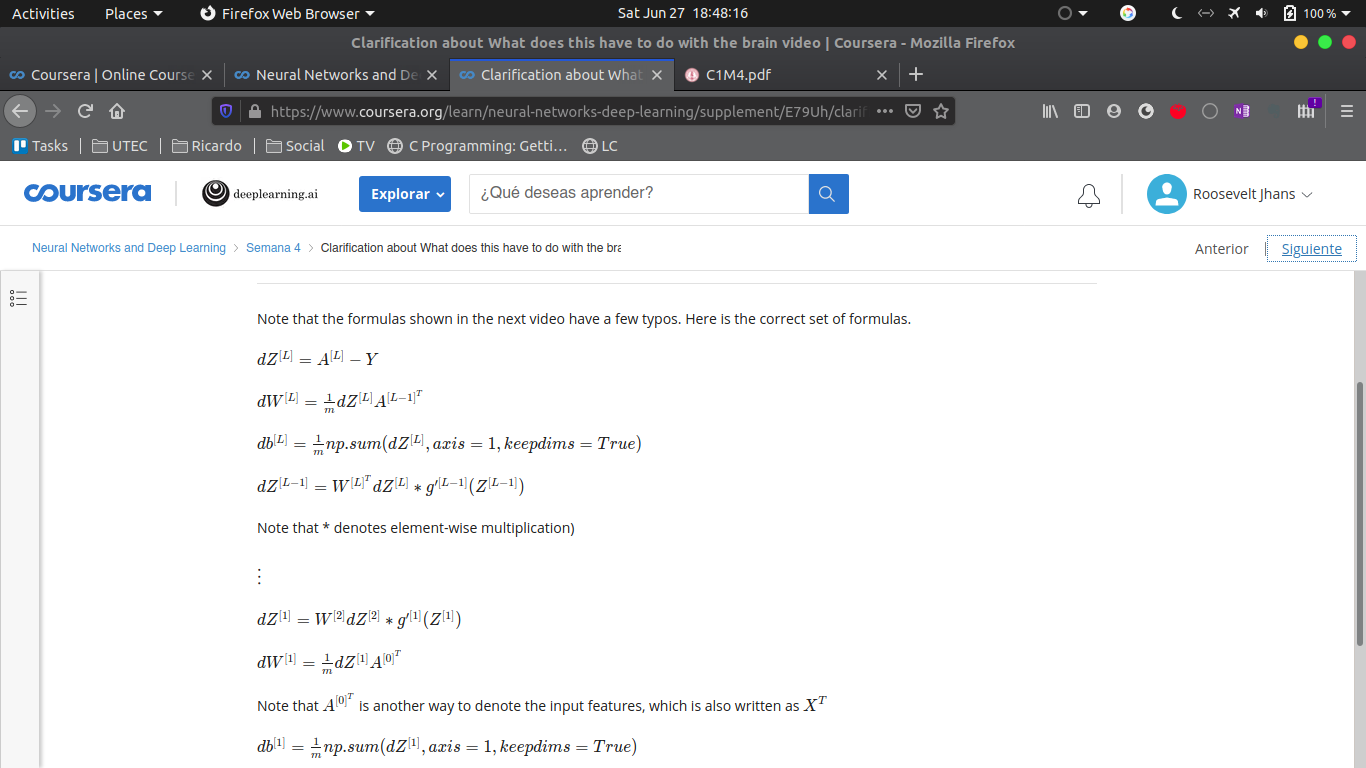 Activities Places Firefox Web Browser Sat Jun 27 18:48:16 100 %
Clarification about What does this have to do with the brain video | Coursera - Mozilla Firefox
Coursera | Online Course Neural Networks and De Clarification about What C1M4.pdf
https://www.coursera.org/learn/neural-networks-deep-learning/supplement/E79Uh/clarif
Tasks UTEC Ricardo Social TV C Programming: Getti… LC
coursera deeplearning.ai Explorar ¿Qué deseas aprender? Roosevelt Jhans
Neural Networks and Deep Learning > Semana 4 > Clarification about What does this have to do with the bra Anterior | Siguiente
Note that the formulas shown in the next video have a few typos. Here is the correct set of formulas.
$dZ^{[L]} = A^{[L]} - Y$
$dW^{[L]} = \frac{1}{m} dZ^{[L]} A^{[L-1]^T}$
$db^{[L]} = \frac{1}{m} np.sum(dZ^{[L]}, axis = 1, keepdims = True)$
$dZ^{[L-1]} = W^{[L]^T} dZ^{[L]} * g'^{[L-1]}(Z^{[L-1]})$
Note that * denotes element-wise multiplication)
⋮
$dZ^{[1]} = W^{[2]} dZ^{[2]} * g'^{[1]}(Z^{[1]})$
$dW^{[1]} = \frac{1}{m} dZ^{[1]} A^{[0]^T}$
Note that $A^{[0]^T}$ is another way to denote the input features, which is also written as $X^T$
$db^{[1]} = \frac{1}{m} np.sum(dZ^{[1]}, axis = 1, keepdims = True)$